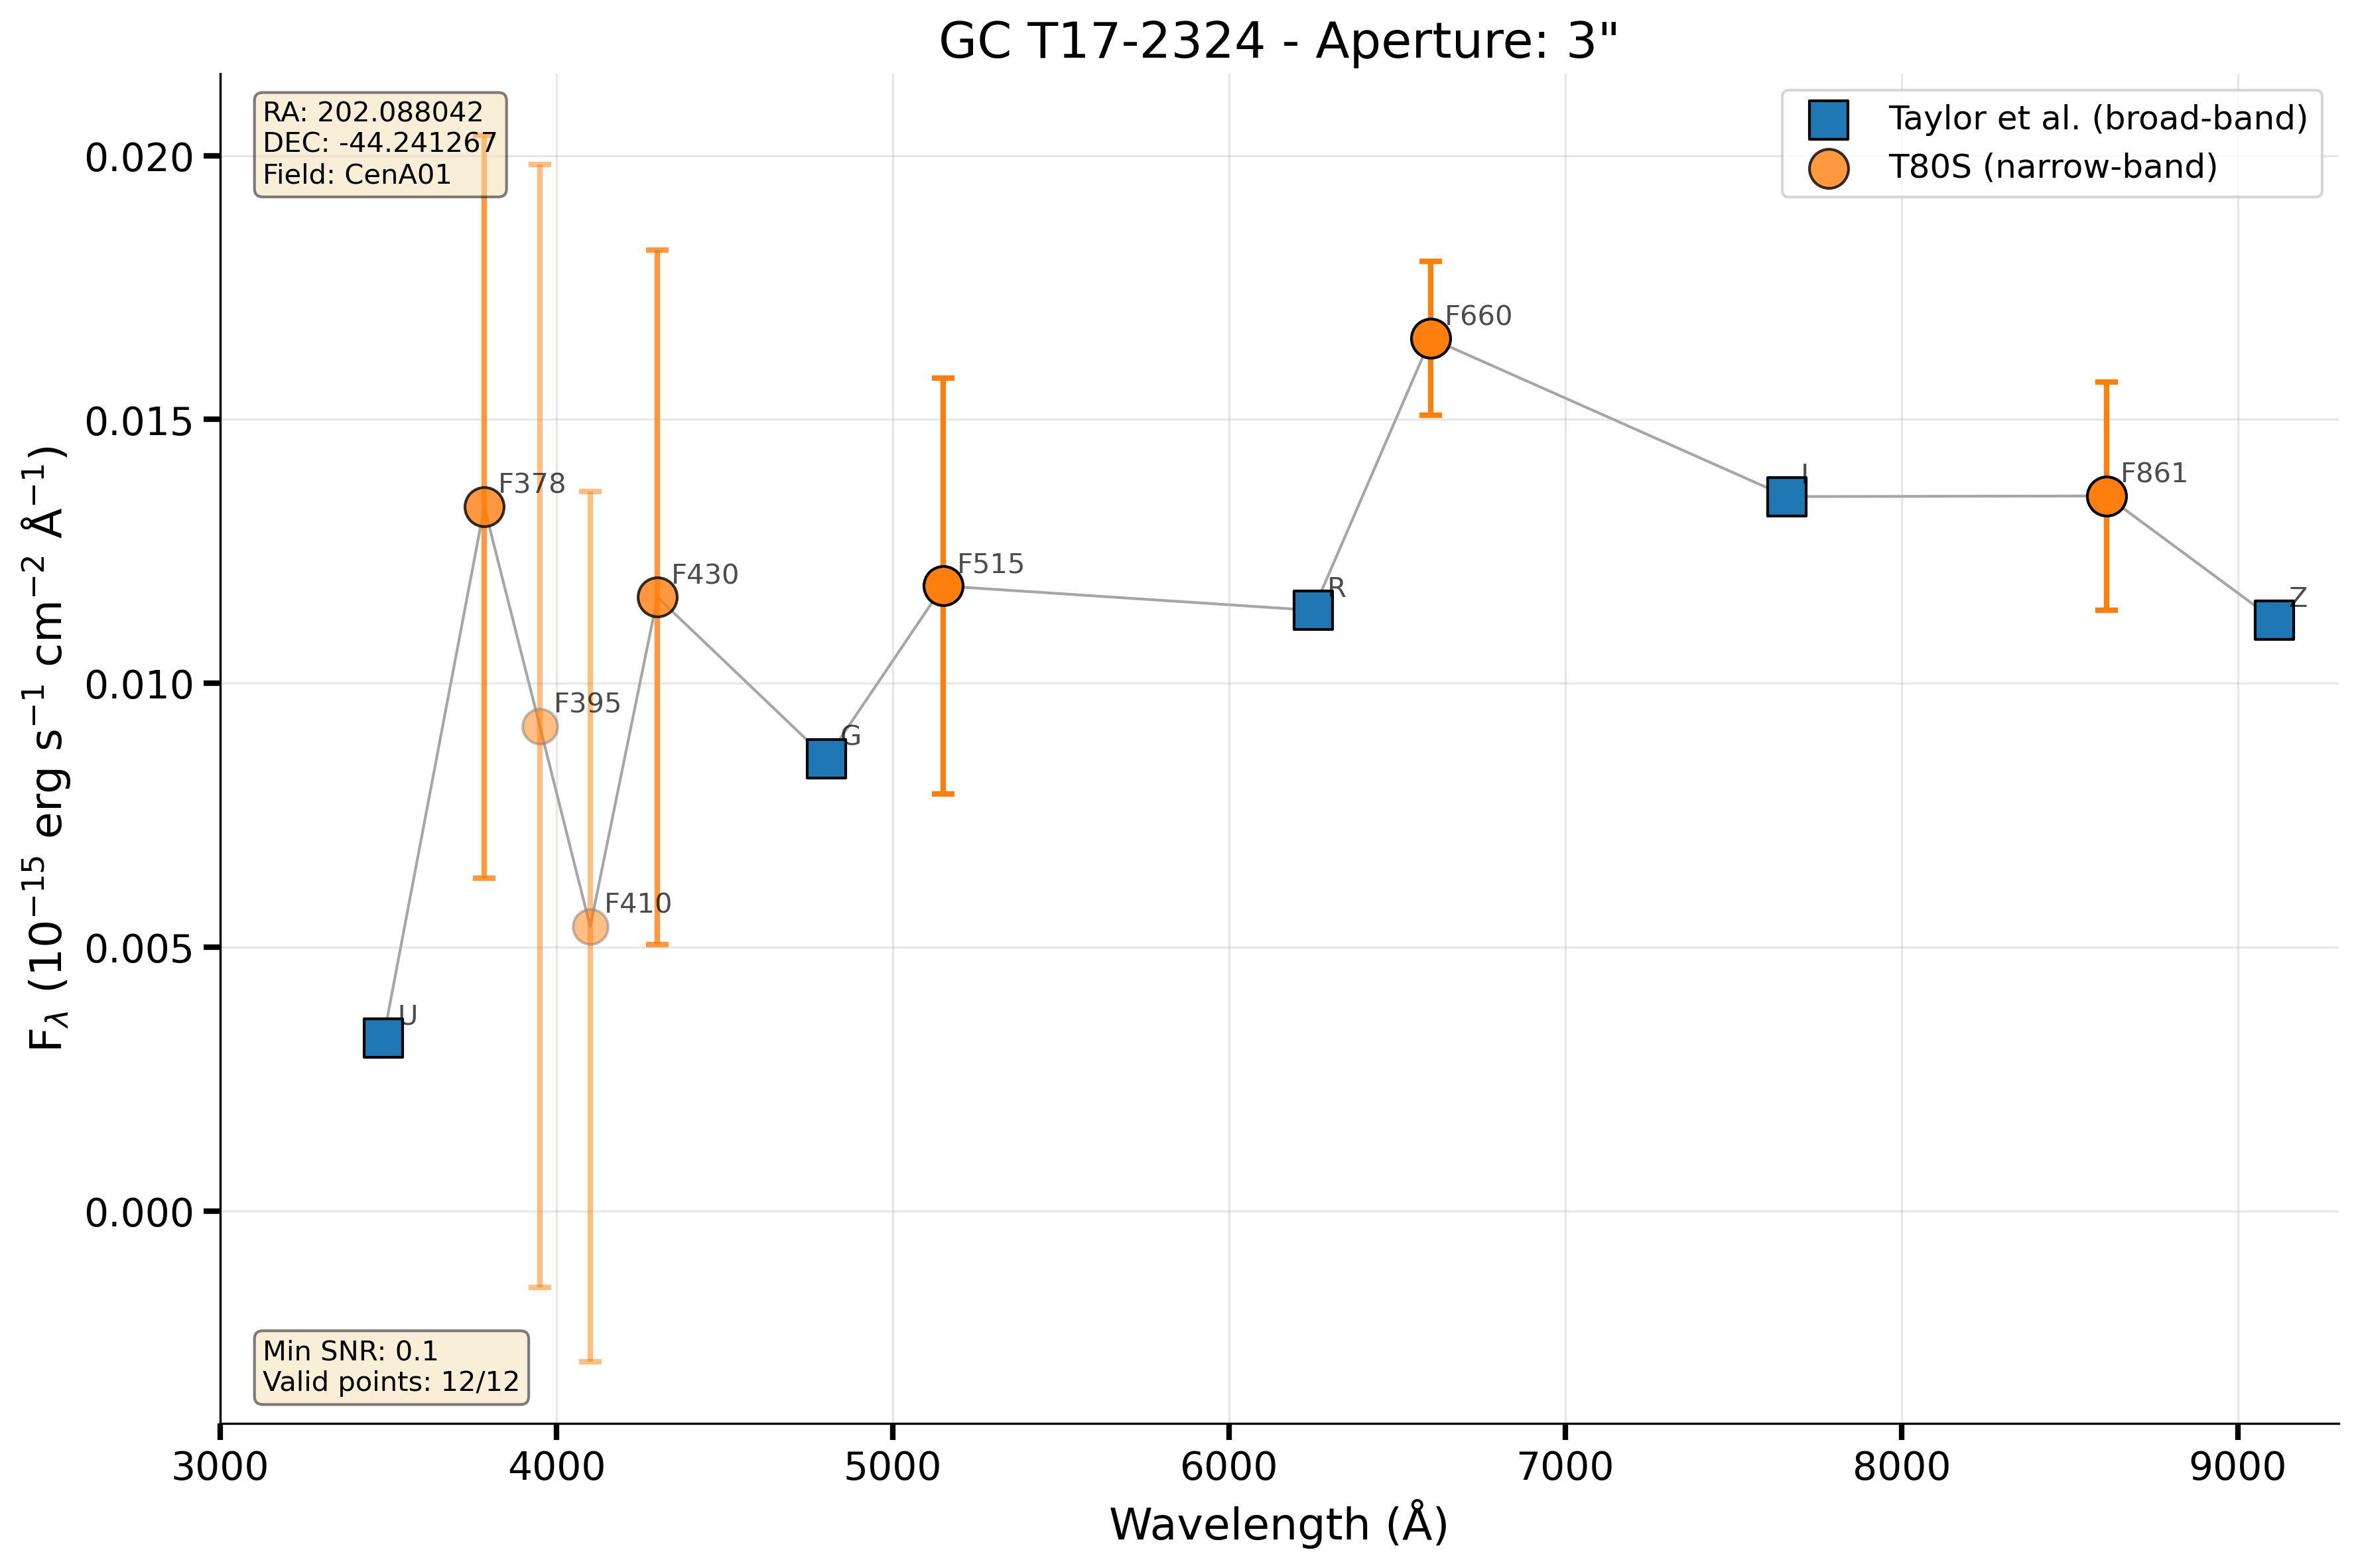 GC T17-2324 - Aperture: 3"
RA: 202.088042
DEC: -44.241267
Field: CenA01
Taylor et al. (broad-band)
T80S (narrow-band)
0.020
0.015
0.010
0.005
0.000
F378
F395
F410
F430
F515
F660
F861
U
G
R
I
Z
Fλ (10⁻¹⁵ erg s⁻¹ cm⁻² Å⁻¹)
Min SNR: 0.1
Valid points: 12/12
3000 4000 5000 6000 7000 8000 9000
Wavelength (Å)